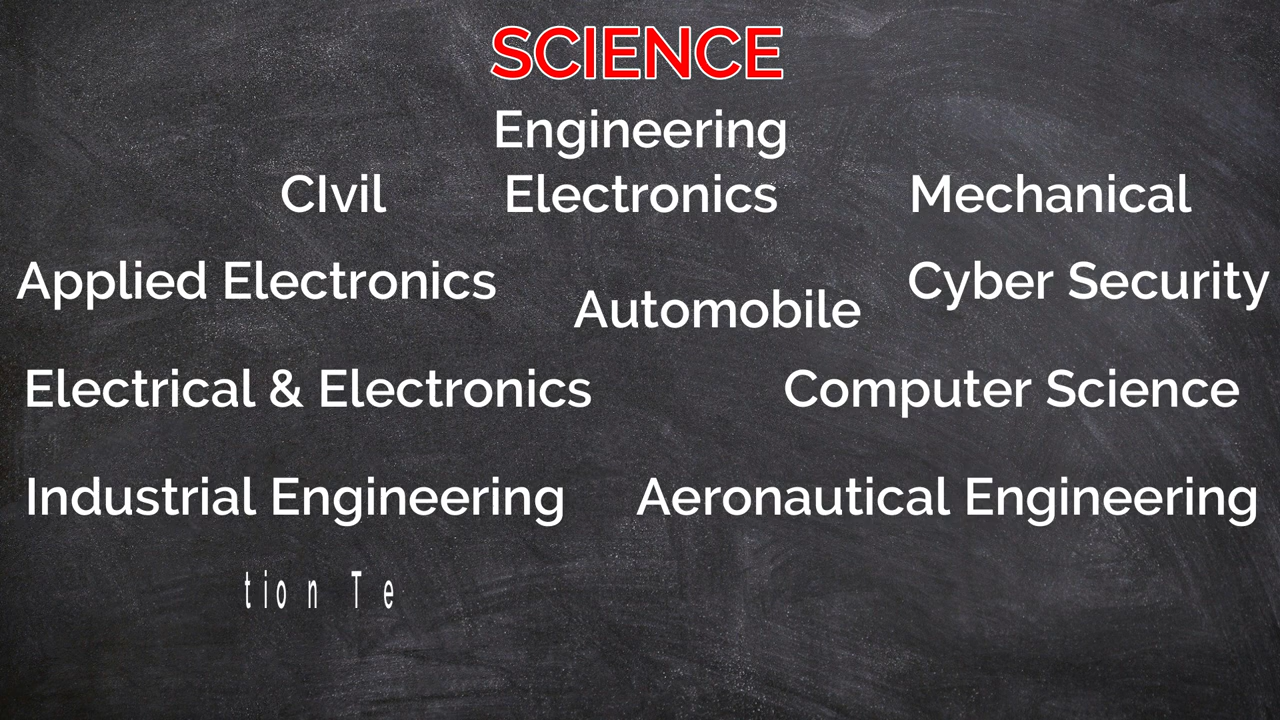 SCIENCE
Engineering
CIvil Electronics Mechanical
Applied Electronics Automobile Cyber Security
Electrical & Electronics Computer Science
Industrial Engineering Aeronautical Engineering
tion Te